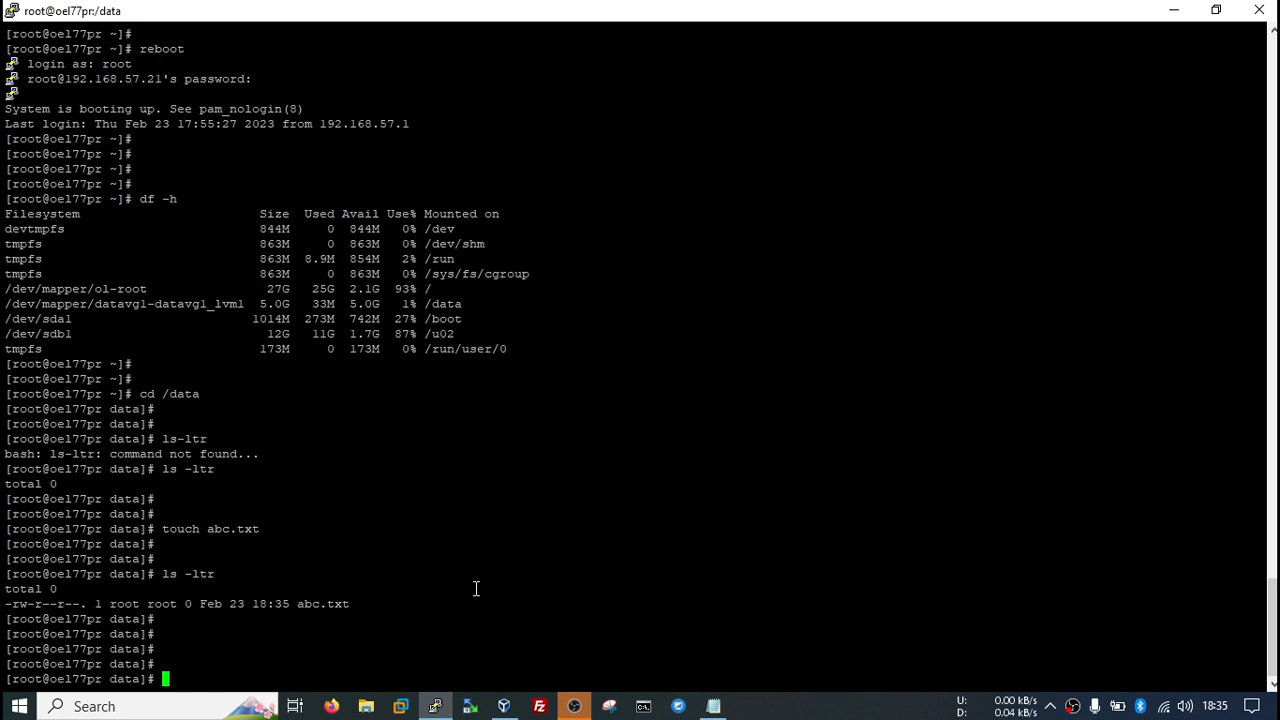 root@oel77pr:/data
[root@oel77pr ~]#
[root@oel77pr ~]# reboot
login as: root
root@192.168.57.21's password:
System is booting up. See pam_nologin(8)
Last login: Thu Feb 23 17:55:27 2023 from 192.168.57.1
[root@oel77pr ~]#
[root@oel77pr ~]#
[root@oel77pr ~]#
[root@oel77pr ~]#
[root@oel77pr ~]# df -h
Filesystem Size Used Avail Use% Mounted on
devtmpfs 844M 0 844M 0% /dev
tmpfs 863M 0 863M 0% /dev/shm
tmpfs 863M 8.9M 854M 2% /run
tmpfs 863M 0 863M 0% /sys/fs/cgroup
/dev/mapper/ol-root 27G 25G 2.1G 93% /
/dev/mapper/datavg1-datavg1_lvm1 5.0G 33M 5.0G 1% /data
/dev/sda1 1014M 273M 742M 27% /boot
/dev/sdb1 12G 11G 1.7G 87% /u02
tmpfs 173M 0 173M 0% /run/user/0
[root@oel77pr ~]#
[root@oel77pr ~]#
[root@oel77pr ~]# cd /data
[root@oel77pr data]#
[root@oel77pr data]#
[root@oel77pr data]# ls-ltr
bash: ls-ltr: command not found...
[root@oel77pr data]# ls -ltr
total 0
[root@oel77pr data]#
[root@oel77pr data]#
[root@oel77pr data]# touch abc.txt
[root@oel77pr data]#
[root@oel77pr data]#
[root@oel77pr data]# ls -ltr
total 0
-rw-r--r--. 1 root root 0 Feb 23 18:35 abc.txt
[root@oel77pr data]#
[root@oel77pr data]#
[root@oel77pr data]#
[root@oel77pr data]#
[root@oel77pr data]#
Search
U: 0.00 kB/s
D: 0.04 kB/s
18:35